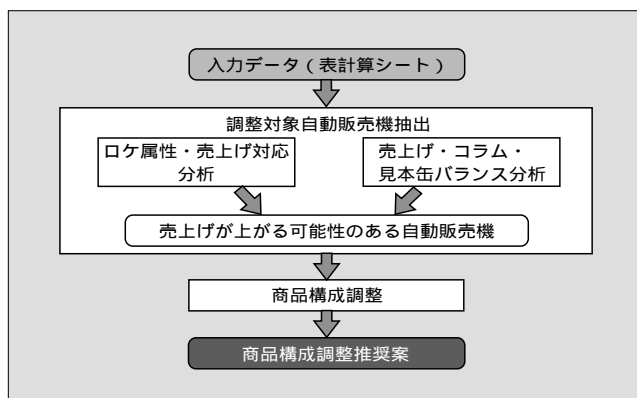 入力データ(表計算シート)
調整対象自動販売機抽出
ロケ属性・売上げ対応
分析
売上げ・コラム・
見本缶バランス分析
売上げが上がる可能性のある自動販売機
商品構成調整
商品構成調整推奨案